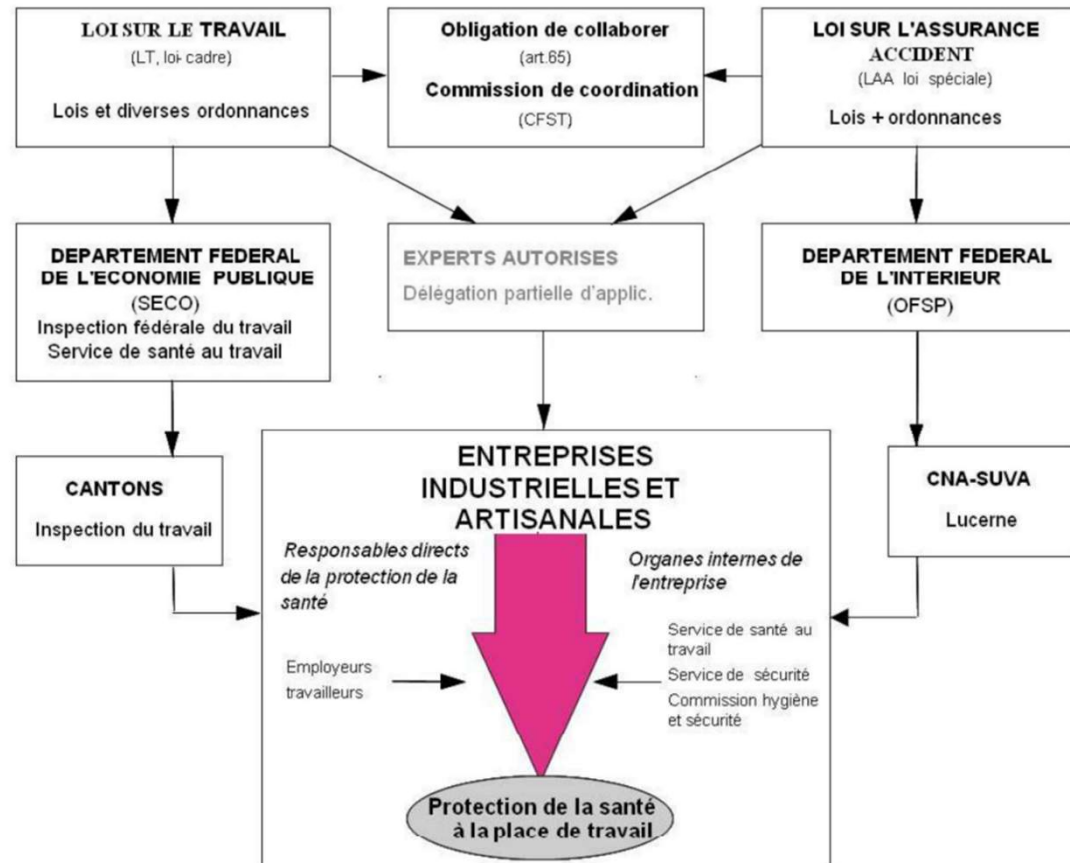 LOI SUR LE TRAVAIL
(LT, loi-cadre)
Lois et diverses ordonnances
Obligation de collaborer
(art.65)
Commission de coordination
(CFST)
LOI SUR L'ASSURANCE
ACCIDENT
(LAA loi spéciale)
Lois + ordonnances
DEPARTEMENT FEDERAL
DE L'ECONOMIE PUBLIQUE
(SECO)
Inspection fédérale du travail
Service de santé au travail
EXPERTS AUTORISES
Délégation partielle d'applic.
DEPARTEMENT FEDERAL
DE L'INTERIEUR
(OFSP)
CANTONS
Inspection du travail
ENTREPRISES
INDUSTRIELLES ET
ARTISANALES
CNA-SUVA
Lucerne
Responsables directs
de la protection de la
santé
Organes internes de
l'entreprise
Employeurs
travailleurs
Service de santé au
travail
Service de sécurité
Commission hygiène
et sécurité
Protection de la santé
à la place de travail